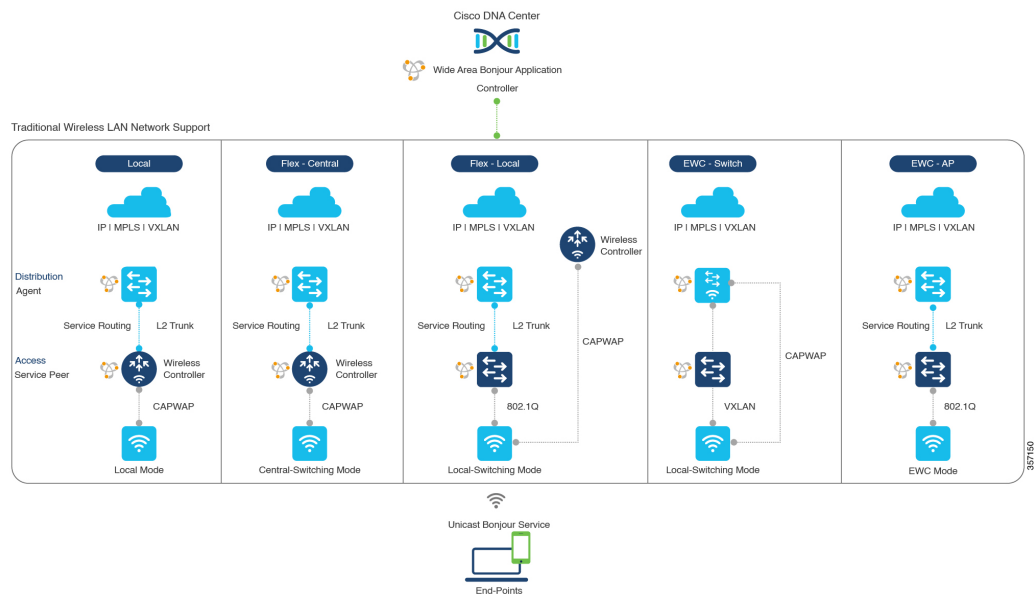 Cisco DNA Center
Wide Area Bonjour Application
Controller
Traditional Wireless LAN Network Support
Local
Flex - Central
Flex - Local
EWC - Switch
EWC - AP
IP I MPLS I VXLAN
IP I MPLS I VXLAN
IP I MPLS I VXLAN
IP I MPLS I VXLAN
IP I MPLS I VXLAN
Wireless
Controller
Distribution
Agent
Service Routing
L2 Trunk
Service Routing
L2 Trunk
Service Routing
L2 Trunk
Service Routing
L2 Trunk
CAPWAP
CAPWAP
Access
Service Peer
Wireless
Controller
Wireless
Controller
CAPWAP
CAPWAP
802.1Q
VXLAN
802.1Q
Local Mode
Central-Switching Mode
Local-Switching Mode
Local-Switching Mode
EWC Mode
357150
Unicast Bonjour Service
End-Points